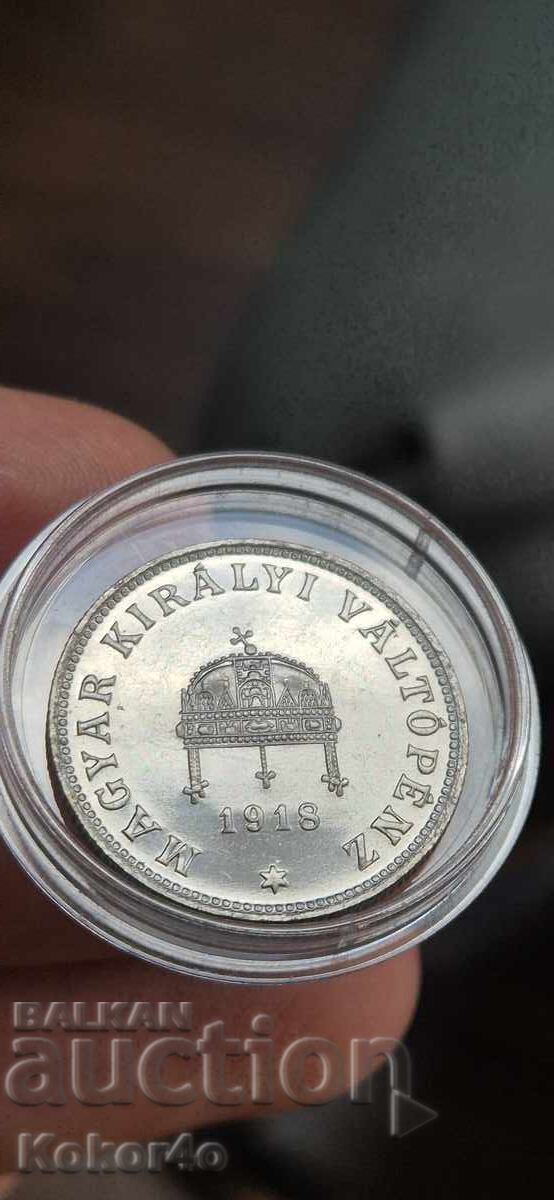 MAGYAR KIRÁLYI VÁLTÓPÉNZ
1918
BALKAN
auction
Kokor4o